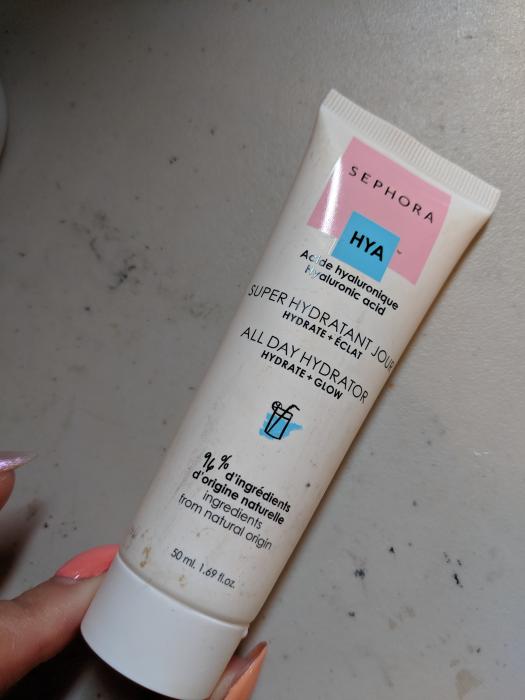 SEPHORA
HYA
Acide hyaluronique
Hyaluronic acid
SUPER HYDRATANT JOUR
HYDRATE + ÉCLAT
ALL DAY HYDRATOR
HYDRATE + GLOW
96 % d'ingrédients
d'origine naturelle
ingredients
from natural origin
50 ml. 1.69 fl.oz.